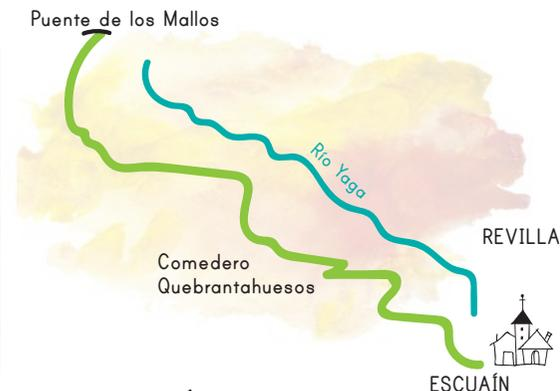 Puente de los Mallos
Río Yaga
REVILLA
Comedero
Quebrantahuesos
ESCUAÍN